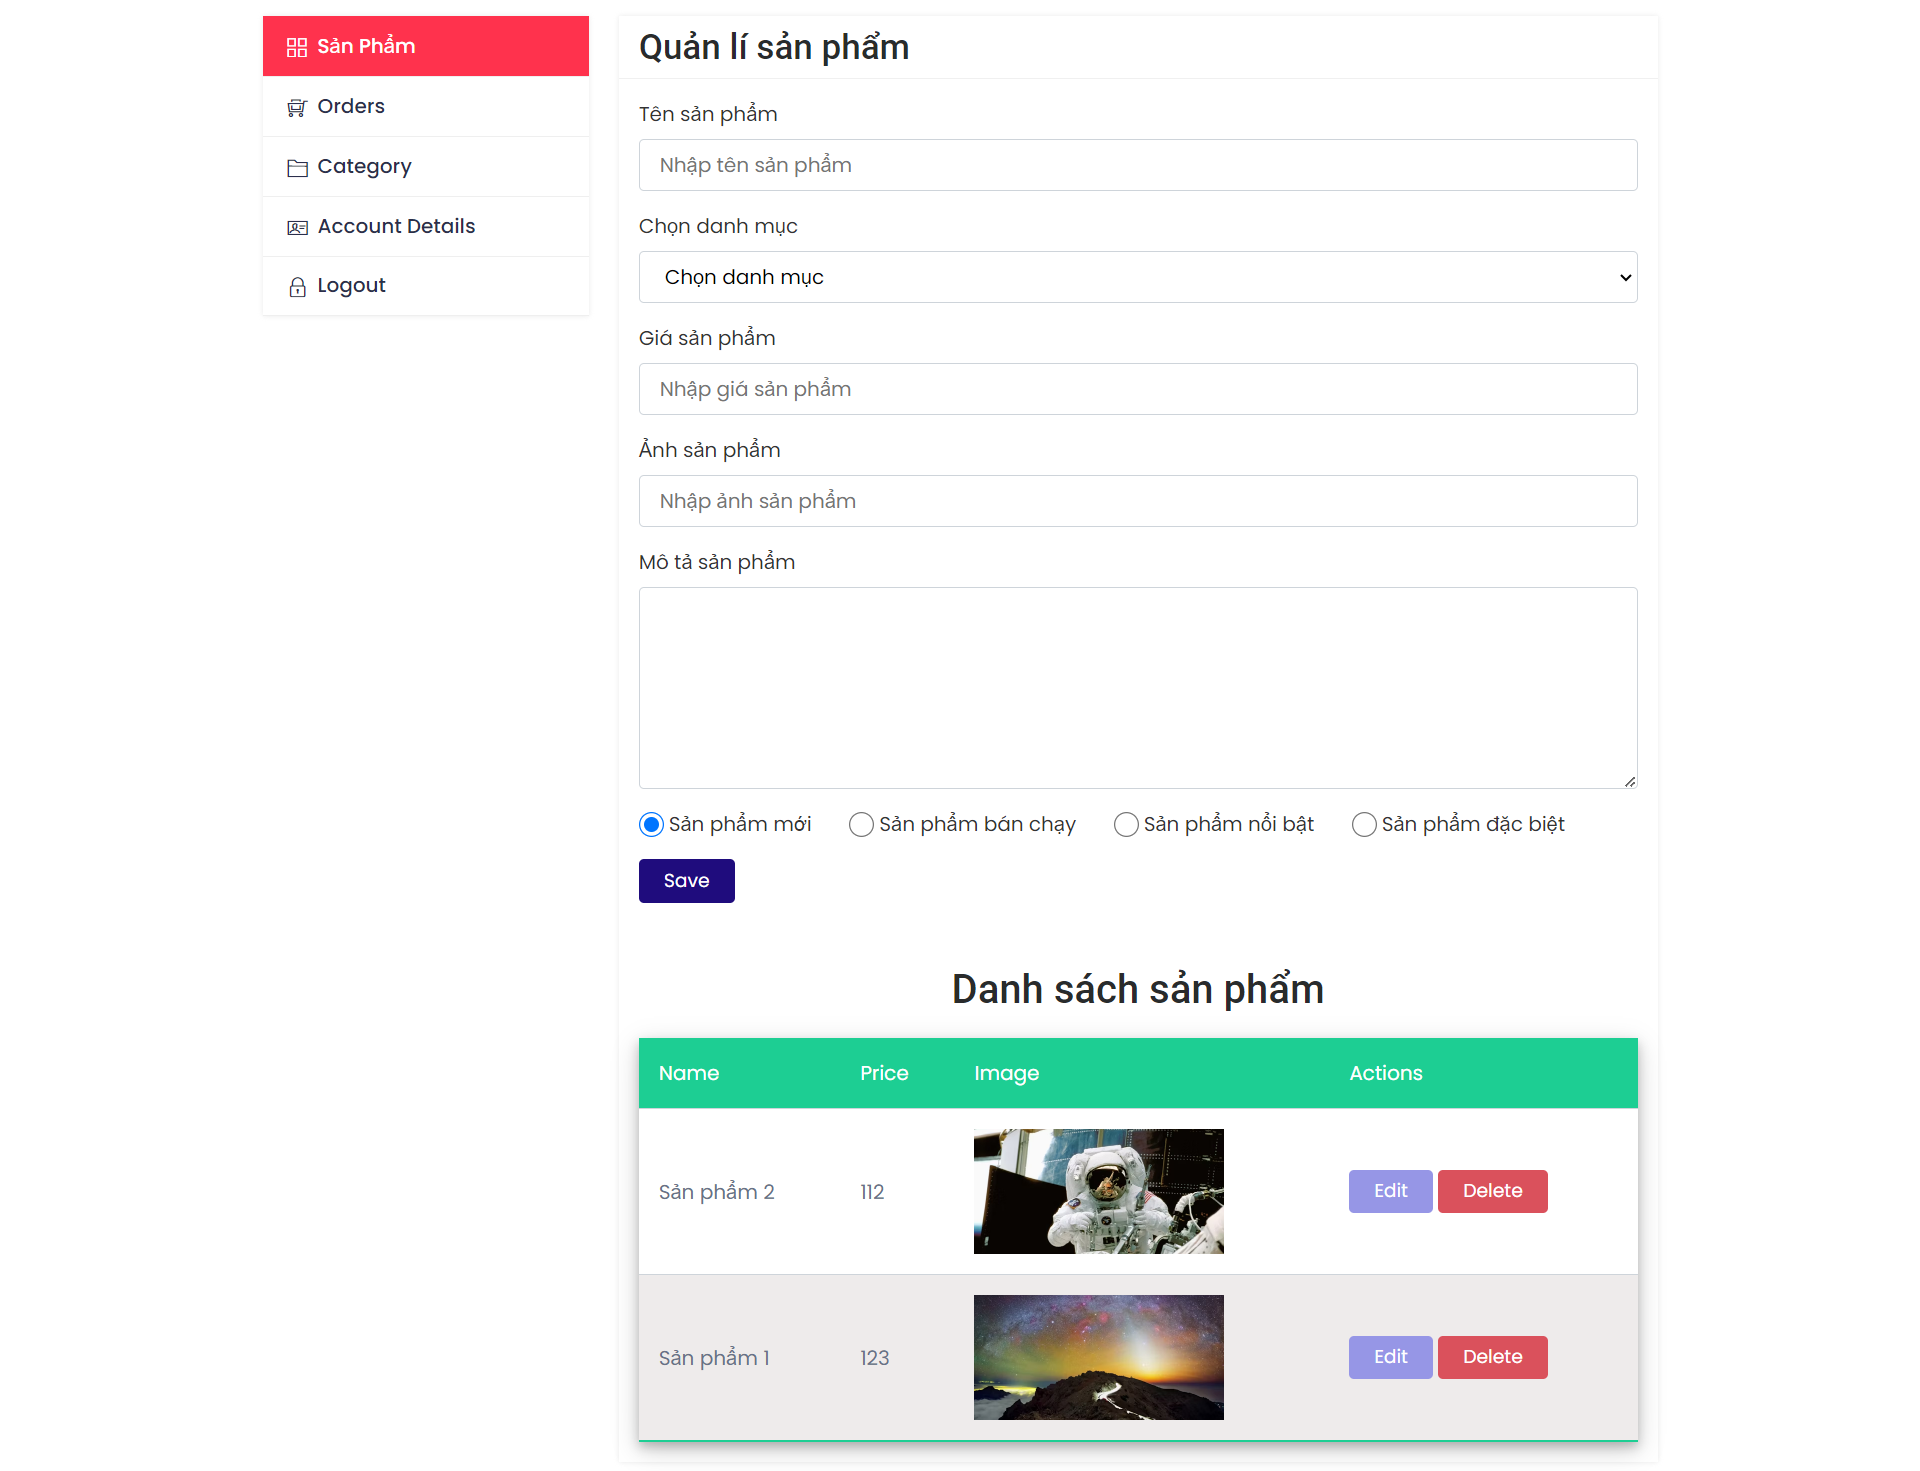 Sản Phẩm
Orders
Category
Account Details
Logout
Quản lí sản phẩm
Tên sản phẩm
Nhập tên sản phẩm
Chọn danh mục
Chọn danh mục
Giá sản phẩm
Nhập giá sản phẩm
Ảnh sản phẩm
Nhập ảnh sản phẩm
Mô tả sản phẩm
Sản phẩm mới Sản phẩm bán chạy Sản phẩm nổi bật Sản phẩm đặc biệt
Save
Danh sách sản phẩm
Name Price Image Actions
Sản phẩm 2 112 Edit Delete
Sản phẩm 1 123 Edit Delete